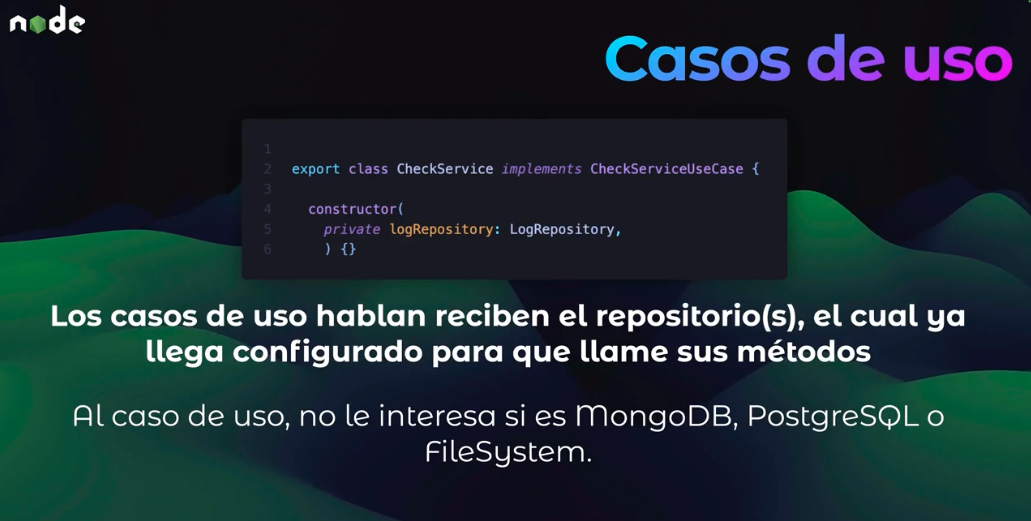 node
Casos de uso
1
2 export class CheckService implements CheckServiceUseCase {
3
4 constructor(
5 private logRepository: LogRepository,
6 ) {}
Los casos de uso hablan reciben el repositorio(s), el cual ya
llega configurado para que llame sus métodos
Al caso de uso, no le interesa si es MongoDB, PostgreSQL o
FileSystem.